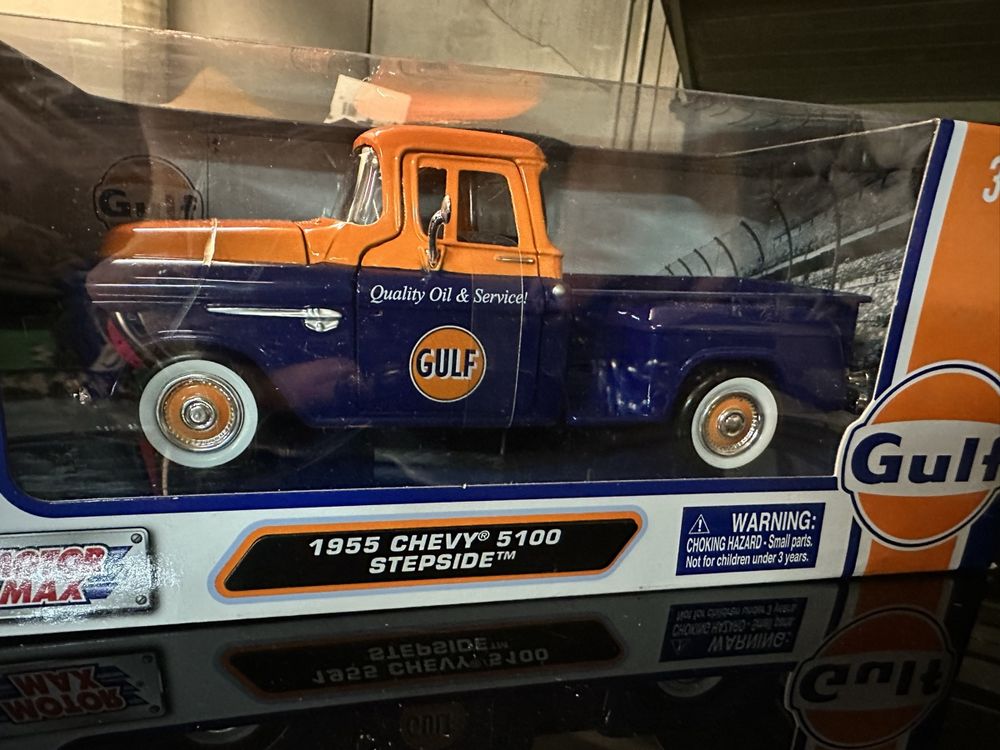 Gulf
Quality Oil & Service!
GULF
3
Gulf
MOTOR
MAX
1955 CHEVY® 5100
STEPSIDE™
WARNING:
CHOKING HAZARD - Small parts.
Not for children under 3 years.